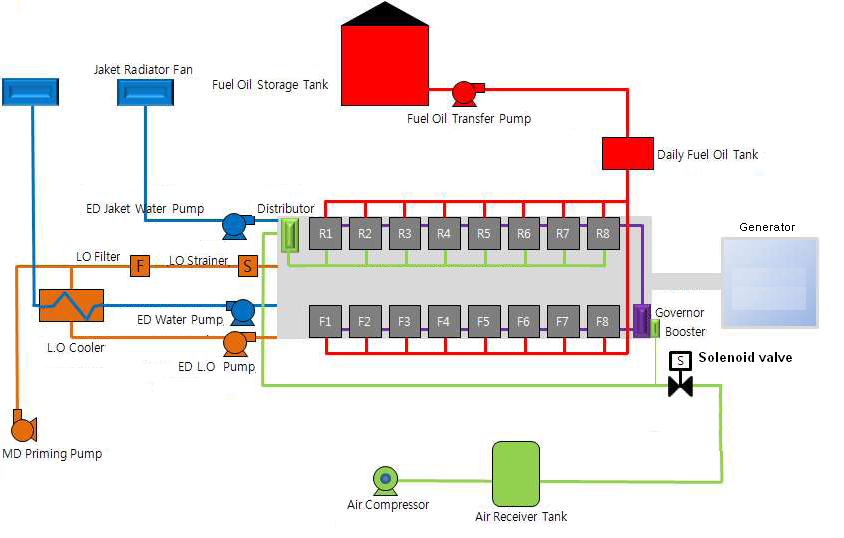 Jaket Radiator Fan
Fuel Oil Storage Tank
Fuel Oil Transfer Pump
Daily Fuel Oil Tank
ED Jaket Water Pump
Distributor
R1 R2 R3 R4 R5 R6 R7 R8
Generator
LO Filter
F
LO Strainer
S
ED Water Pump
F1 F2 F3 F4 F5 F6 F7 F8
Governor
Booster
L.O Cooler
ED L.O Pump
S
Solenoid valve
MD Priming Pump
Air Compressor
Air Receiver Tank